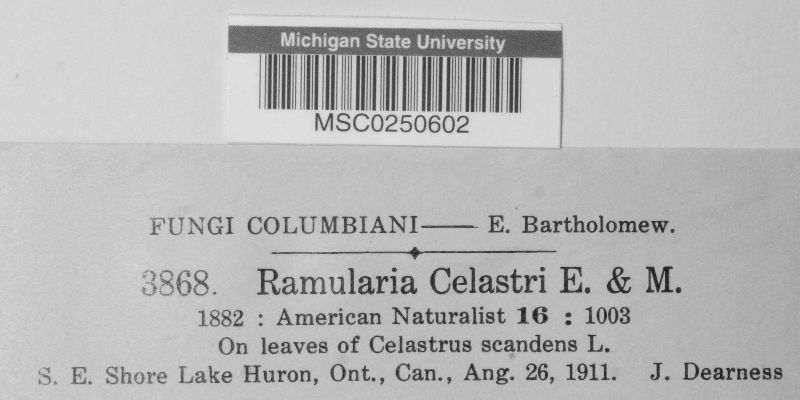 Michigan State University
MSC0250602
FUNGI COLUMBIANI—— E. Bartholomew.
3868. Ramularia Celastri E. & M.
1882 : American Naturalist 16 : 1003
On leaves of Celastrus scandens L.
S. E. Shore Lake Huron, Ont., Can., Ang. 26, 1911. J. Dearness